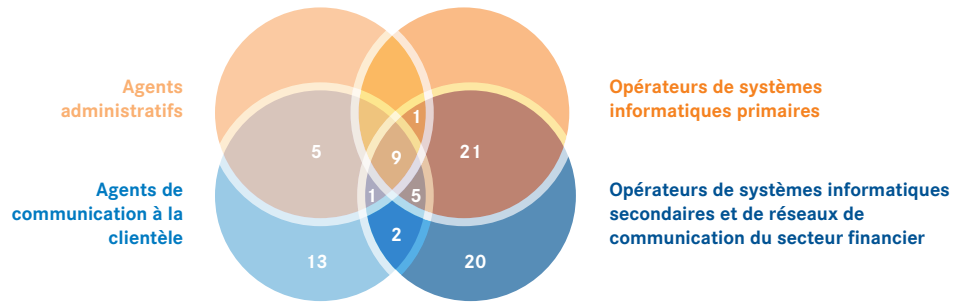 Agents
administratifs
Opérateurs de systèmes
informatiques primaires
1
5
9
21
Agents de
communication à la
clientèle
1
5
Opérateurs de systèmes informatiques
secondaires et de réseaux de
communication du secteur financier
2
13
20